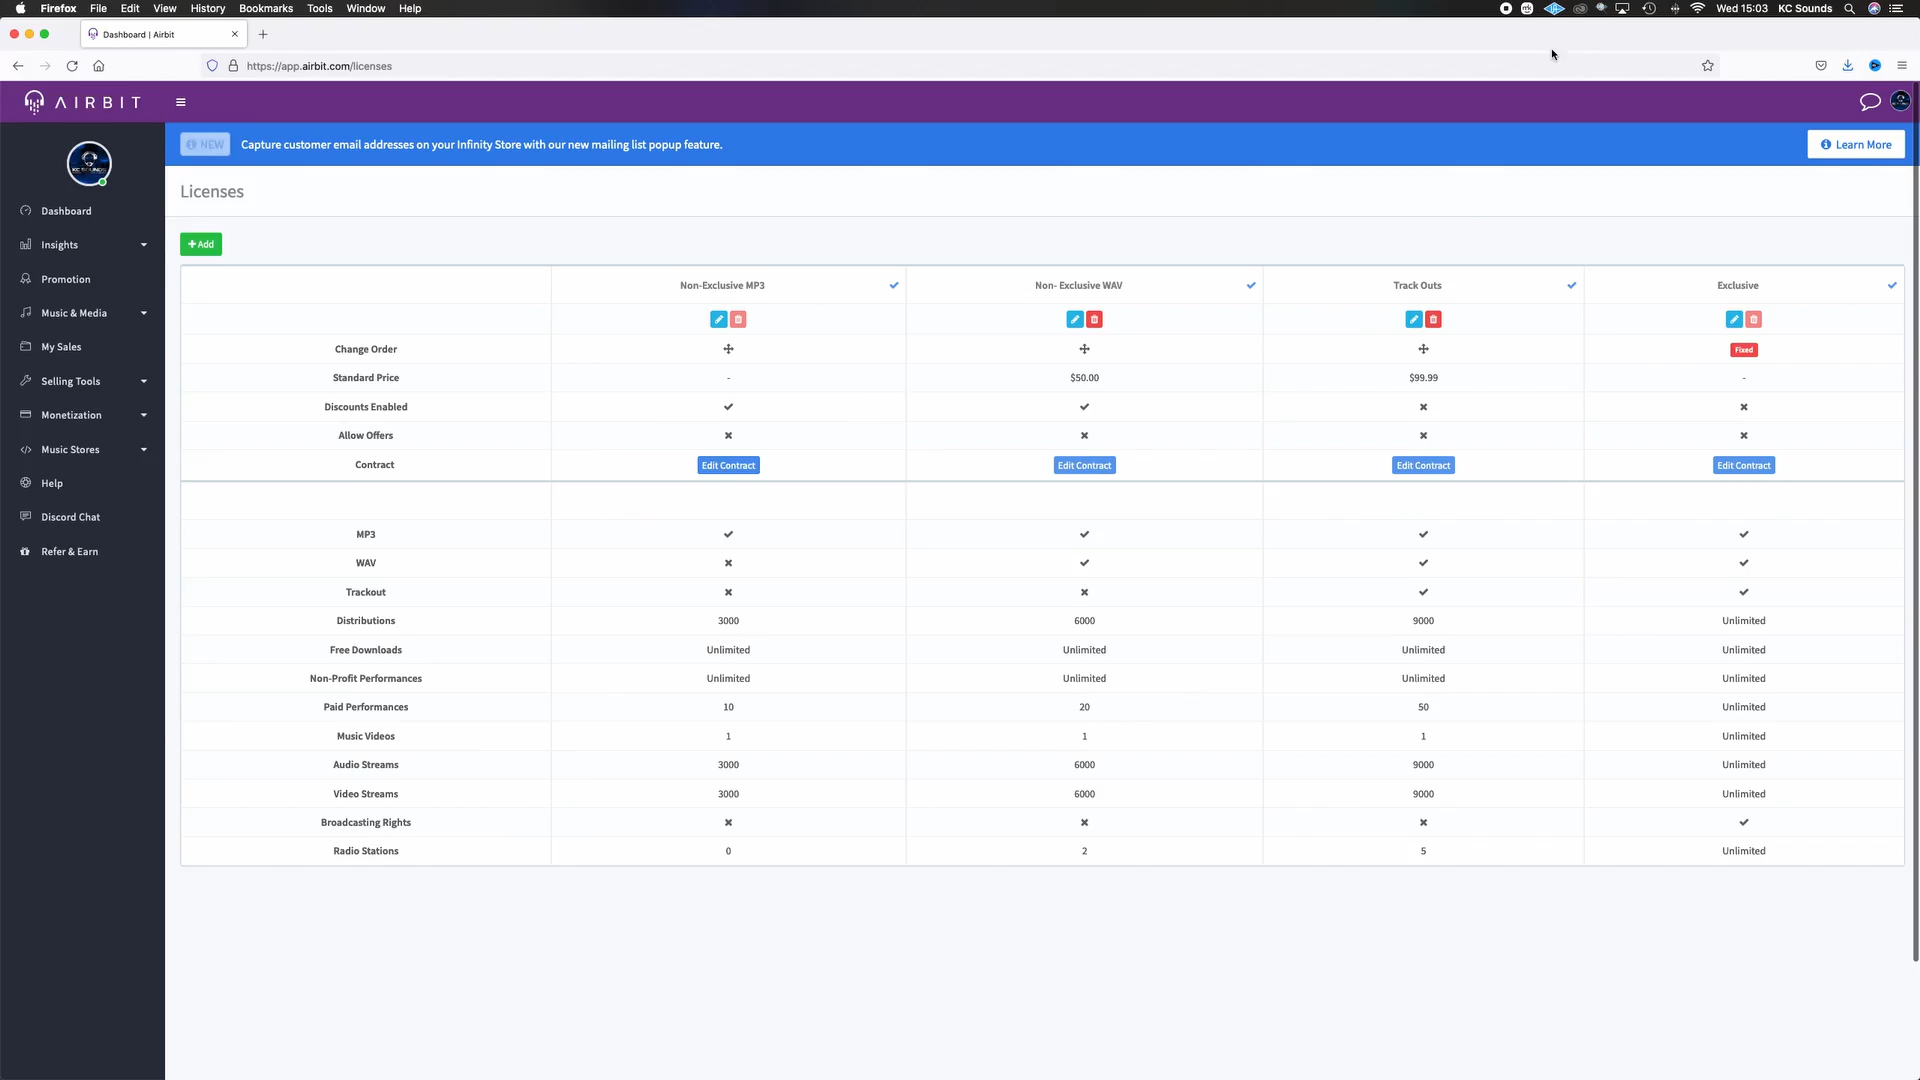 Firefox File Edit View History Bookmarks Tools Window Help Wed 15:03 KC Sounds
Dashboard | Airbit
https://app.airbit.com/licenses
AIRBIT
NEW Capture customer email addresses on your Infinity Store with our new mailing list popup feature. Learn More
KC SOUNDS
Dashboard
Insights
Promotion
Music & Media
My Sales
Selling Tools
Monetization
Music Stores
Help
Discord Chat
Refer & Earn
Licenses
Add
Non-Exclusive MP3 Non- Exclusive WAV Track Outs Exclusive
Change Order Fixed
Standard Price - $50.00 $99.99 -
Discounts Enabled
Allow Offers
Contract Edit Contract Edit Contract Edit Contract Edit Contract
MP3
WAV
Trackout
Distributions 3000 6000 9000 Unlimited
Free Downloads Unlimited Unlimited Unlimited Unlimited
Non-Profit Performances Unlimited Unlimited Unlimited Unlimited
Paid Performances 10 20 50 Unlimited
Music Videos 1 1 1 Unlimited
Audio Streams 3000 6000 9000 Unlimited
Video Streams 3000 6000 9000 Unlimited
Broadcasting Rights
Radio Stations 0 2 5 Unlimited